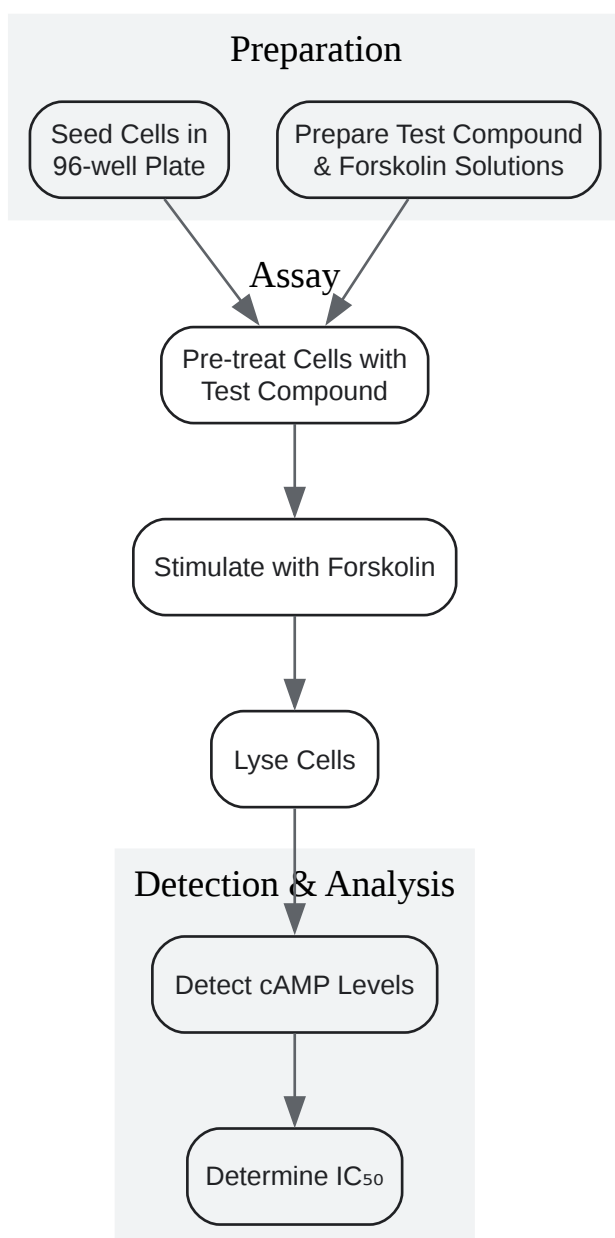 Preparation
Seed Cells in
96-well Plate
Prepare Test Compound
& Forskolin Solutions
Assay
Pre-treat Cells with
Test Compound
Stimulate with Forskolin
Lyse Cells
Detection & Analysis
Detect cAMP Levels
Determine IC₅₀